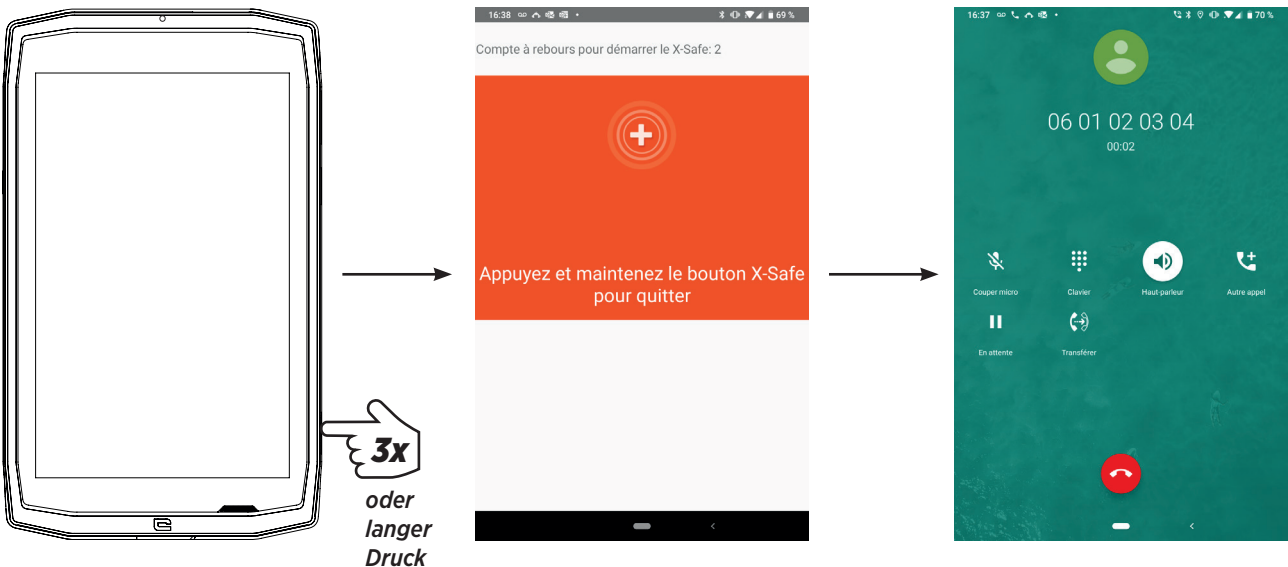 3x
oder
langer
Druck
16:38
69 %
Compte à rebours pour démarrer le X-Safe: 2
Appuyez et maintenez le bouton X-Safe
pour quitter
16:37
70 %
06 01 02 03 04
00:02
Couper micro
Clavier
Haut-parleur
Autre appel
En attente
Transférer